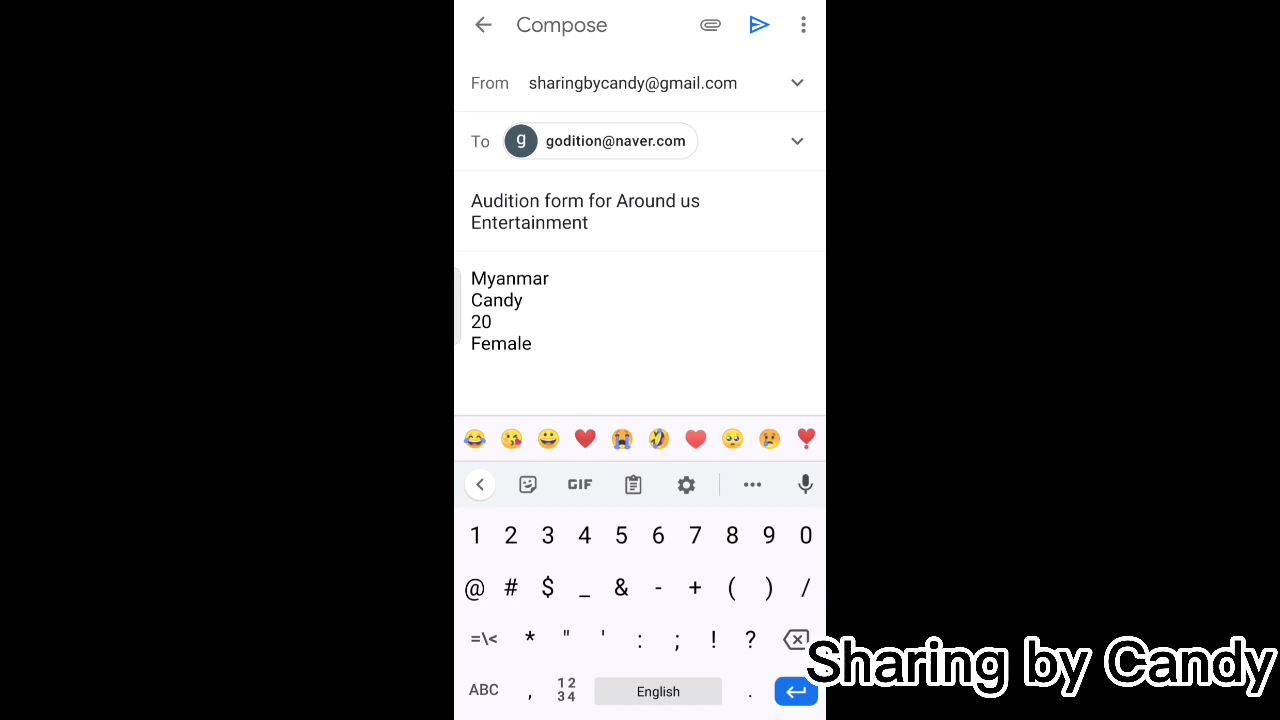 Compose
From sharingbycandy@gmail.com
To g godition@naver.com
Audition form for Around us
Entertainment
Myanmar
Candy
20
Female
GIF
1 2 3 4 5 6 7 8 9 0
@ # $ _ & - + ( ) /
=\< * " ' : ; ! ?
ABC , 12 34 English .
Sharing by Candy